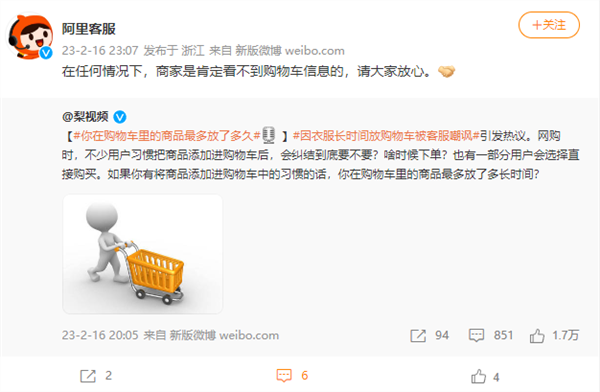 阿里客服
+关注
23-2-16 23:07 发布于 浙江 来自 新版微博 weibo.com
在任何情况下，商家是肯定看不到购物车信息的，请大家放心。🤝
@梨视频
【#你在购物车里的商品最多放了多久#🎙️ 】#因衣服长时间放购物车被客服嘲讽#引发热议。网购
时，不少用户习惯把商品添加进购物车后，会纠结到底要不要？啥时候下单？也有一部分用户会选择直
接购买。如果你有将商品添加进购物车中的习惯的话，你在购物车里的商品最多放了多长时间？
23-2-16 20:05 来自 新版微博 weibo.com 94 851 1.7万
2 6 4